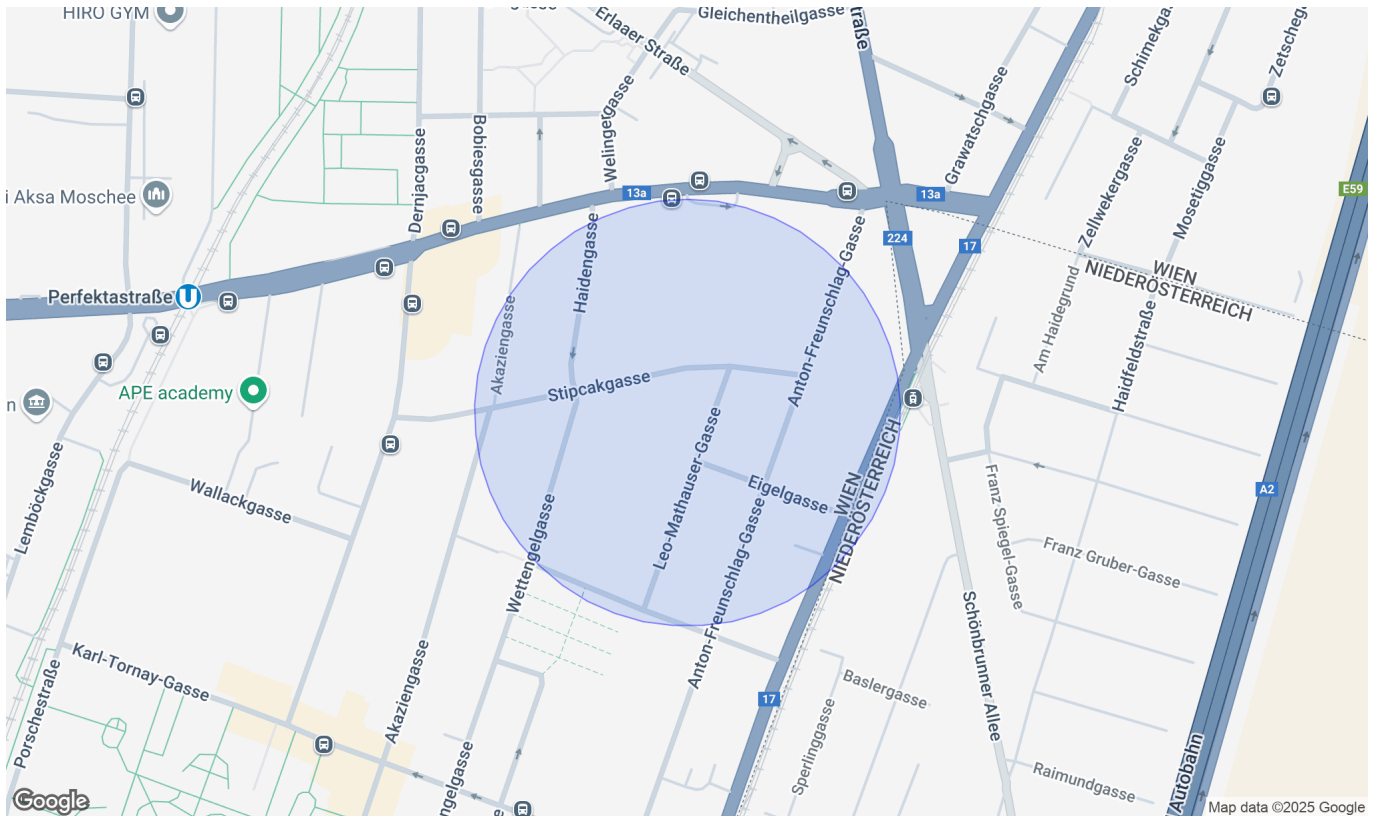 HIRO GYM
Erlaer Straße
Gleichentheilgasse
traße
Schimekgasse
Zetschegasse
Welingergasse
Grawatschgasse
Dernjacgasse
Bobiesgasse
Zellwekergasse
Mosetiggasse
i Aksa Moschee
13a
13a
E59
224
17
WIEN
NIEDERÖSTERREICH
Perfektastraße
U
Haidengasse
Anton-Freunschlag-Gasse
Akaziengasse
Am Haidegrund
Haidfeldstraße
APE academy
Stipcakgasse
n
Lemböckgasse
Wallackgasse
Leo-Mathauser-Gasse
Eigelgasse
WIEN
NIEDERÖSTERREICH
A2
Franz Spiegel-Gasse
Franz Gruber-Gasse
Wettengelgasse
Anton-Freunschlag-Gasse
Schönbrunner Allee
Karl-Tornay-Gasse
Akaziengasse
Porschestraße
17
Baslergasse
Sperlinggasse
ngelgasse
Raimundgasse
Autobahn
Google
Map data ©2025 Google